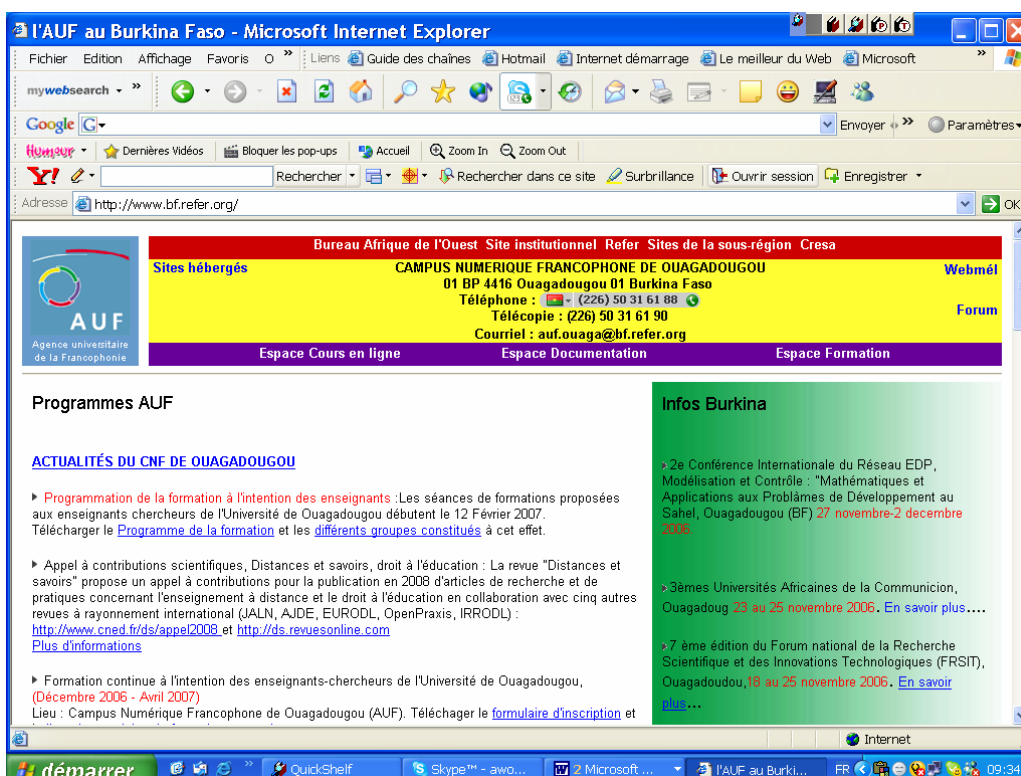 l'AUF au Burkina Faso - Microsoft Internet Explorer
Fichier Edition Affichage Favoris O » Liens Guide des chaînes Hotmail Internet démarrage Le meilleur du Web Microsoft »
mywebsearch »
Google G Envoyer » Paramètres
Humour Dernières Vidéos Bloquer les pop-ups Accueil Zoom In Zoom Out
Y! Rechercher Rechercher dans ce site Surbrillance Ouvrir session Enregistrer
Adresse http://www.bf.refer.org/ OK
AUF
Agence universitaire
de la Francophonie
Bureau Afrique de l'Ouest Site institutionnel Refer Sites de la sous-région Cresa
Sites hébergés
CAMPUS NUMERIQUE FRANCOPHONE DE OUAGADOUGOU
01 BP 4416 Ouagadougou 01 Burkina Faso
Téléphone : (226) 50 31 61 88
Télécopie : (226) 50 31 61 90
Courriel : auf.ouaga@bf.refer.org
Webmél
Forum
Espace Cours en ligne Espace Documentation Espace Formation
Programmes AUF
ACTUALITÉS DU CNF DE OUAGADOUGOU
Programmation de la formation à l'intention des enseignants :Les séances de formations proposées
aux enseignants chercheurs de l'Université de Ouagadougou débutent le 12 Février 2007.
Télécharger le Programme de la formation et les différents groupes constitués à cet effet.
Appel à contributions scientifiques, Distances et savoirs, droit à l'éducation : La revue "Distances et
savoirs" propose un appel à contributions pour la publication en 2008 d'articles de recherche et de
pratiques concernant l'enseignement à distance et le droit à l'éducation en collaboration avec cinq autres
revues à rayonnement international (JALN, AJDE, EURODL, OpenPraxis, IRRODL) :
http://www.cned.fr/ds/appel2008 et http://ds.revuesonline.com
Plus d'informations
Formation continue à l'intention des enseignants-chercheurs de l'Université de Ouagadougou,
(Décembre 2006 - Avril 2007)
Lieu : Campus Numérique Francophone de Ouagadougou (AUF). Téléchager le formulaire d'inscription et
Infos Burkina
2e Conférence Internationale du Réseau EDP,
Modélisation et Contrôle : "Mathématiques et
Applications aux Problàmes de Développement au
Sahel, Ouagadougou (BF) 27 novembre-2 decembre
2006.
3èmes Universités Africaines de la Communicion,
Ouagadoug 23 au 25 novembre 2006. En savoir plus....
7 ème édition du Forum national de la Recherche
Scientifique et des Innovations Technologiques (FRSIT),
Ouagadoudou,18 au 25 novembre 2006. En savoir
plus...
Internet
démarrer » QuickShelf Skype™ - awo... 2 Microsoft ... l'AUF au Burki... FR 09:34